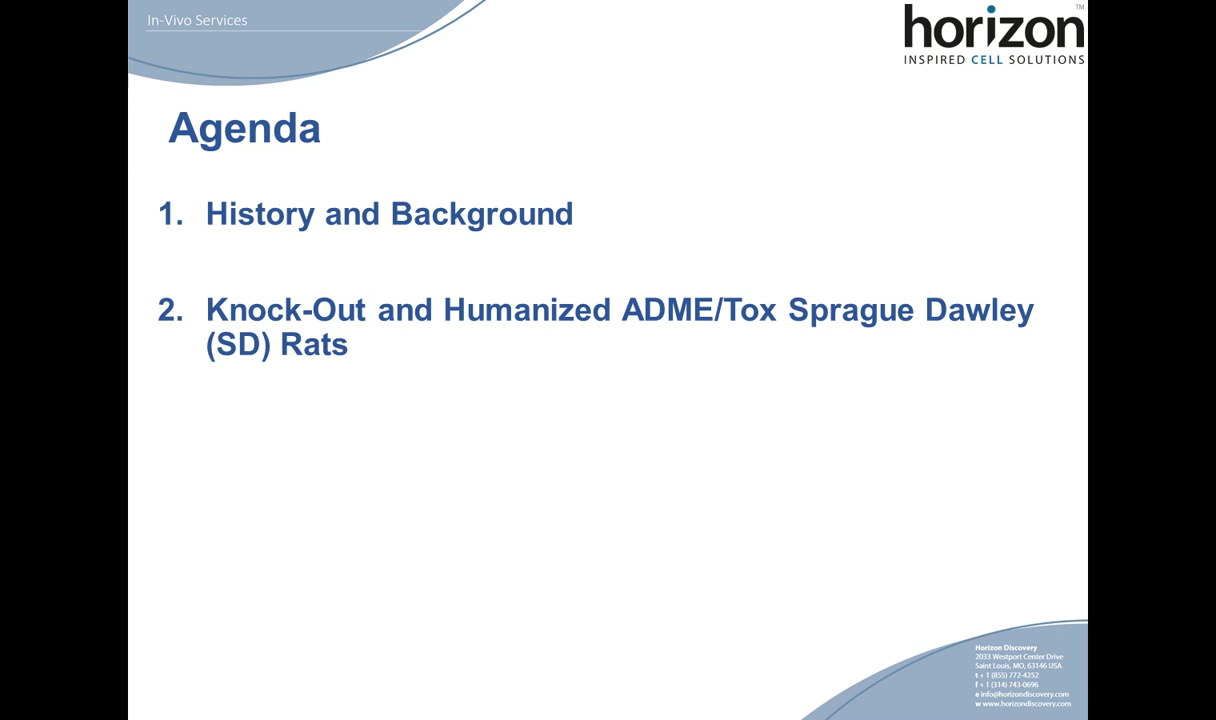 In-Vivo Services
horizon™
INSPIRED CELL SOLUTIONS
Agenda
1. History and Background
2. Knock-Out and Humanized ADME/Tox Sprague Dawley
(SD) Rats
Horizon Discovery
2033 Westport Center Drive
Saint Louis, MO, 63146 USA
t + 1 (855) 772-4252
f + 1 (314) 743-0696
e info@horizondiscovery.com
w www.horizondiscovery.com